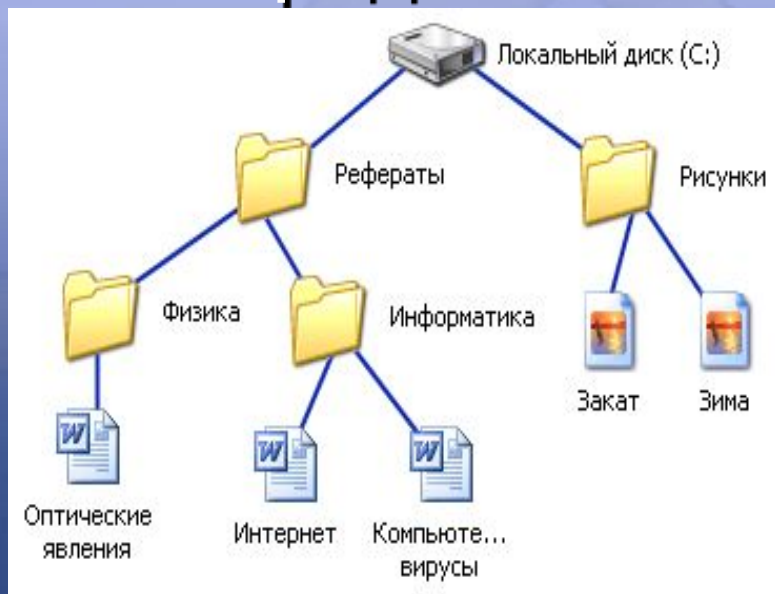 Локальный диск (C:)
Рефераты
Рисунки
Физика
Информатика
Закат
Зима
Оптические
явления
Интернет
Компьюте...
вирусы